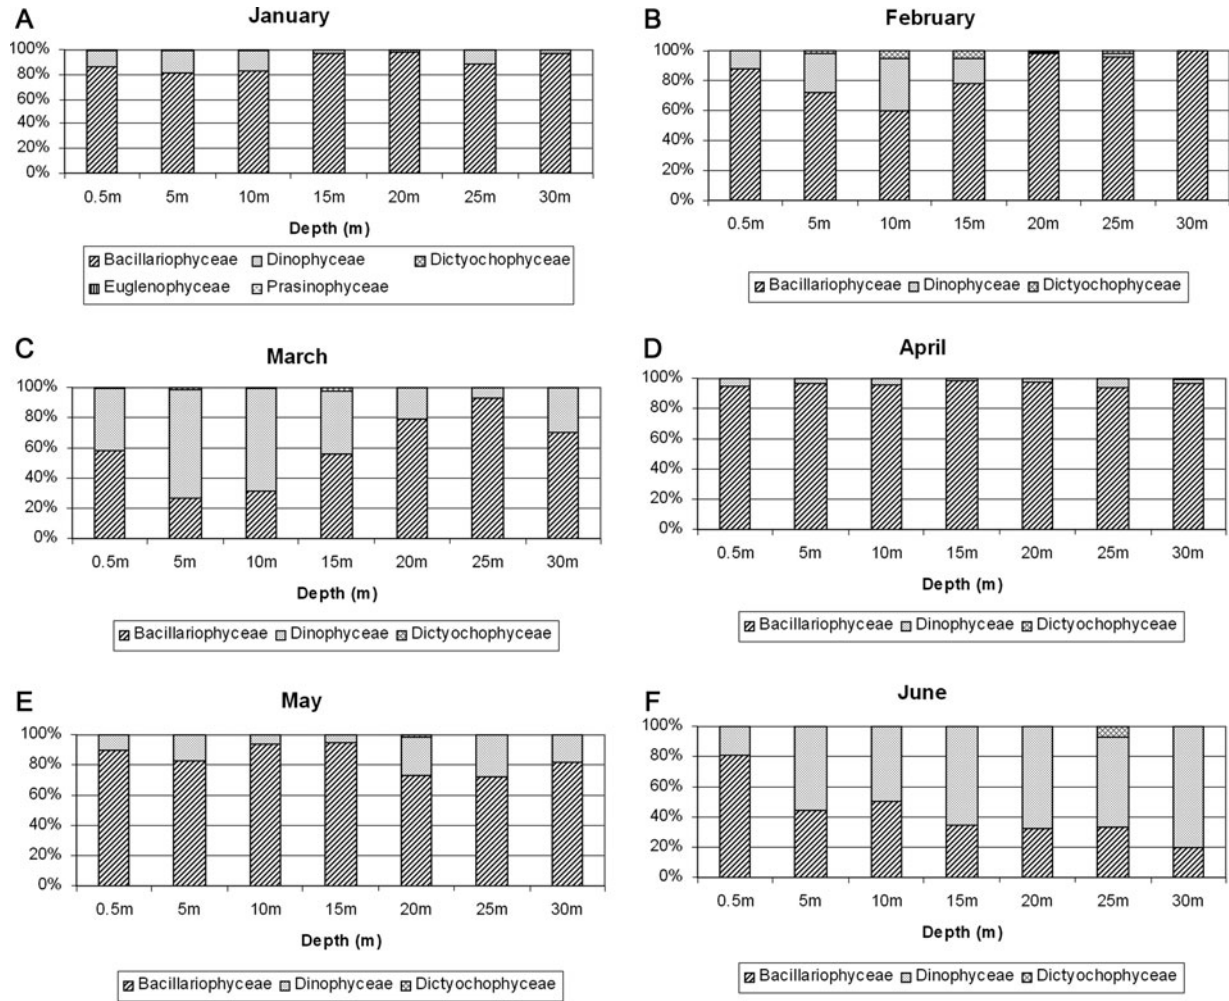 A
January
100%
80%
60%
40%
20%
0%
0.5m 5m 10m 15m 20m 25m 30m
Depth (m)
Bacillariophyceae Dinophyceae Dictyochophyceae
Euglenophyceae Prasinophyceae
B
February
100%
80%
60%
40%
20%
0%
0.5m 5m 10m 15m 20m 25m 30m
Bacillariophyceae Dinophyceae Dictyochophyceae
C
March
100%
80%
60%
40%
20%
0%
0.5m 5m 10m 15m 20m 25m 30m
Depth (m)
Bacillariophyceae Dinophyceae Dictyochophyceae
D
April
100%
80%
60%
40%
20%
0%
0.5m 5m 10m 15m 20m 25m 30m
Depth (m)
Bacillariophyceae Dinophyceae Dictyochophyceae
E
May
100%
80%
60%
40%
20%
0%
0.5m 5m 10m 15m 20m 25m 30m
Depth (m)
Bacillariophyceae Dinophyceae Dictyochophyceae
F
June
100%
80%
60%
40%
20%
0%
0.5m 5m 10m 15m 20m 25m 30m
Depth (m)
Bacillariophyceae Dinophyceae Dictyochophyceae